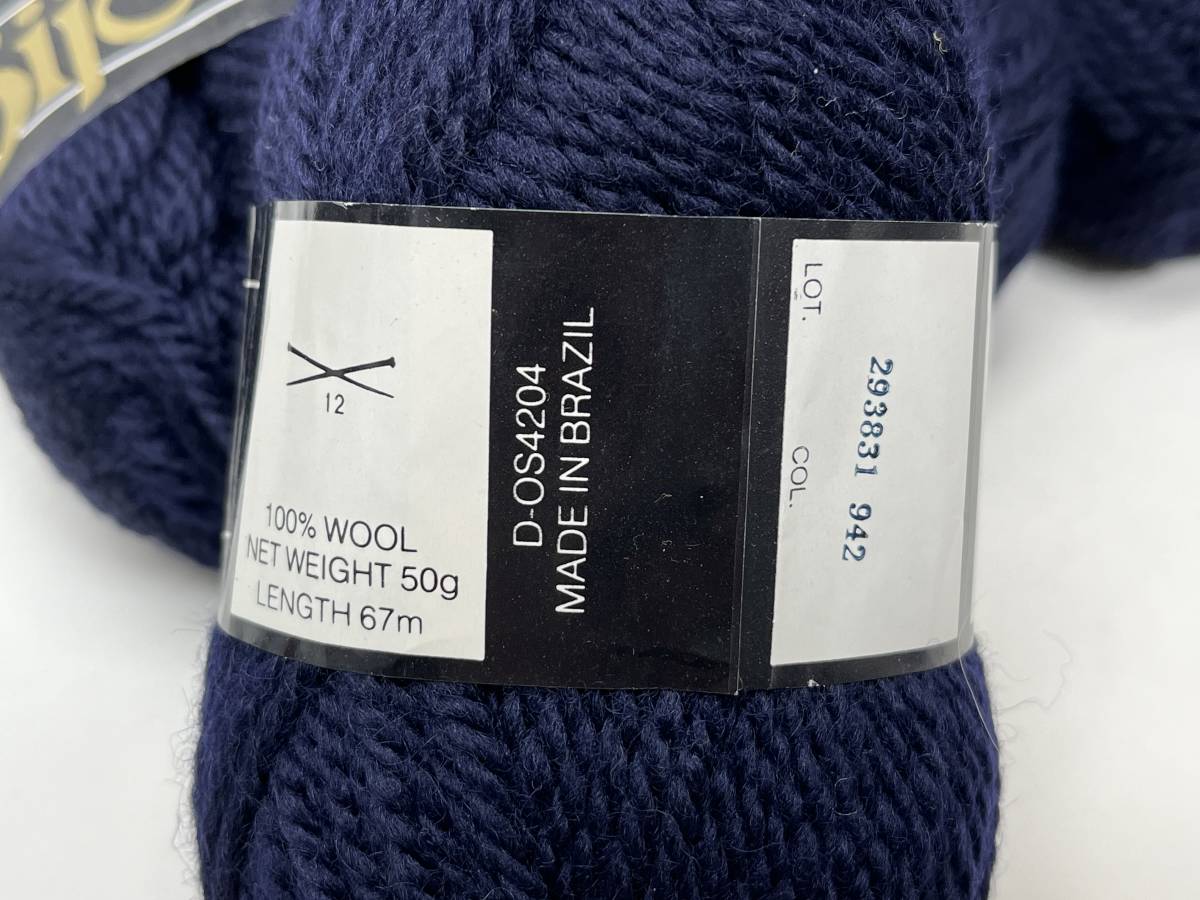 12
100% WOOL
NET WEIGHT 50g
LENGTH 67m
D-OS4204
MADE IN BRAZIL
LOT.
COL.
293831 942